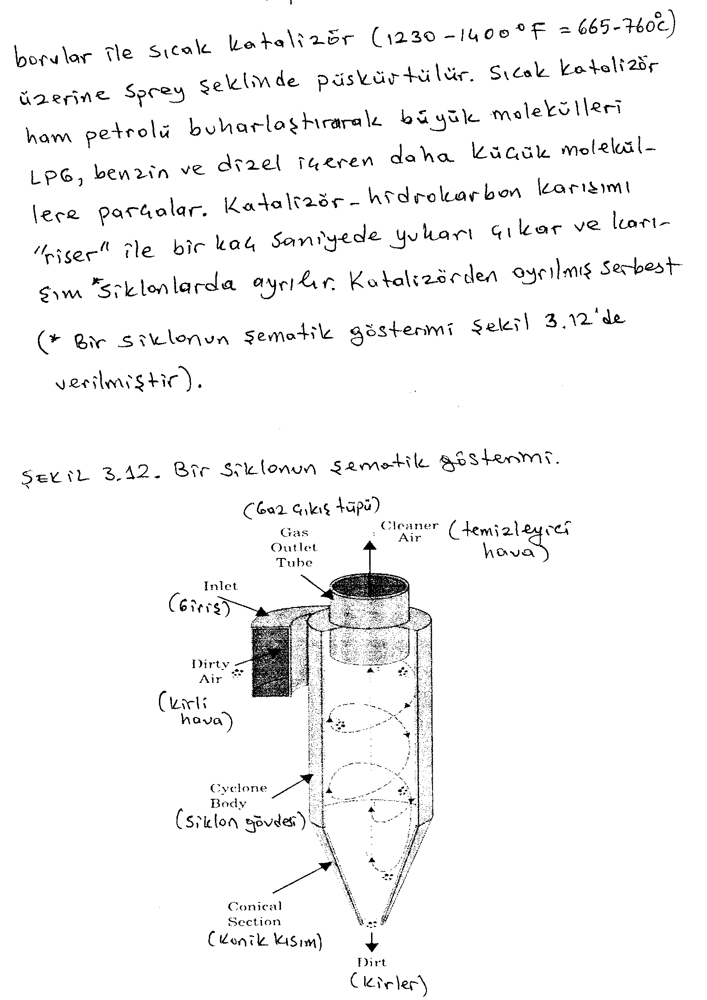 borular ile sıcak katalizör (1230-1400°F = 665-760°C)
üzerine sprey şeklinde püskürtülür. Sıcak katalizör
ham petrolü buharlaştırarak büyük molekülleri
LPG, benzin ve dizel içeren daha küçük molekül-
lere parçalar. Katalizör-hidrokarbon karışımı
"riser" ile bir kaç saniyede yukarı çıkar ve karı-
şım *siklonlarda ayrılır. Katalizörden ayrılmış serbest
(* Bir siklonun şematik gösterimi Şekil 3.12'de
verilmiştir).
ŞEKİL 3.12. Bir siklonun şematik gösterimi.
(Gaz çıkış tüpü)
Gas
Outlet
Tube
Cleaner
Air
(temizleyici
hava)
Inlet
(Giriş)
Dirty
Air
(kirli
hava)
Cyclone
Body
(Siklon gövdesi)
Conical
Section
(Konik kısım)
Dirt
(Kirler)